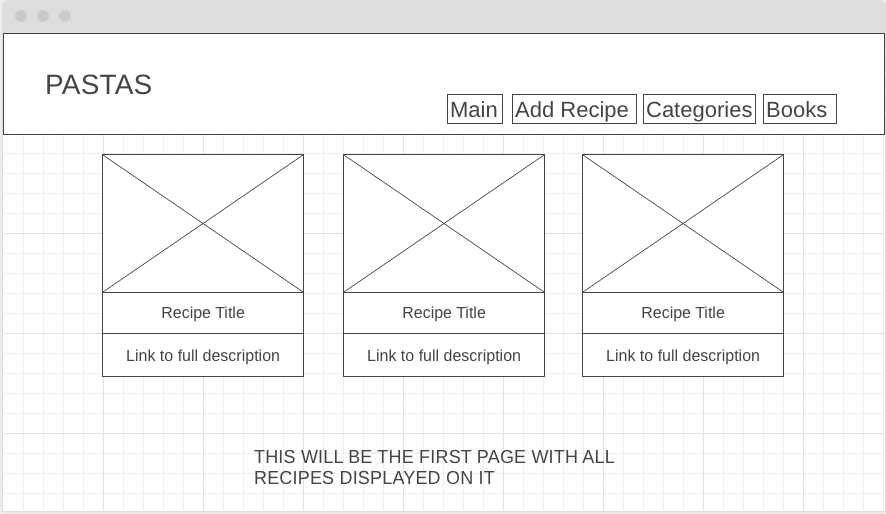 PASTAS
Main Add Recipe Categories Books
Recipe Title Recipe Title Recipe Title
Link to full description Link to full description Link to full description
THIS WILL BE THE FIRST PAGE WITH ALL
RECIPES DISPLAYED ON IT